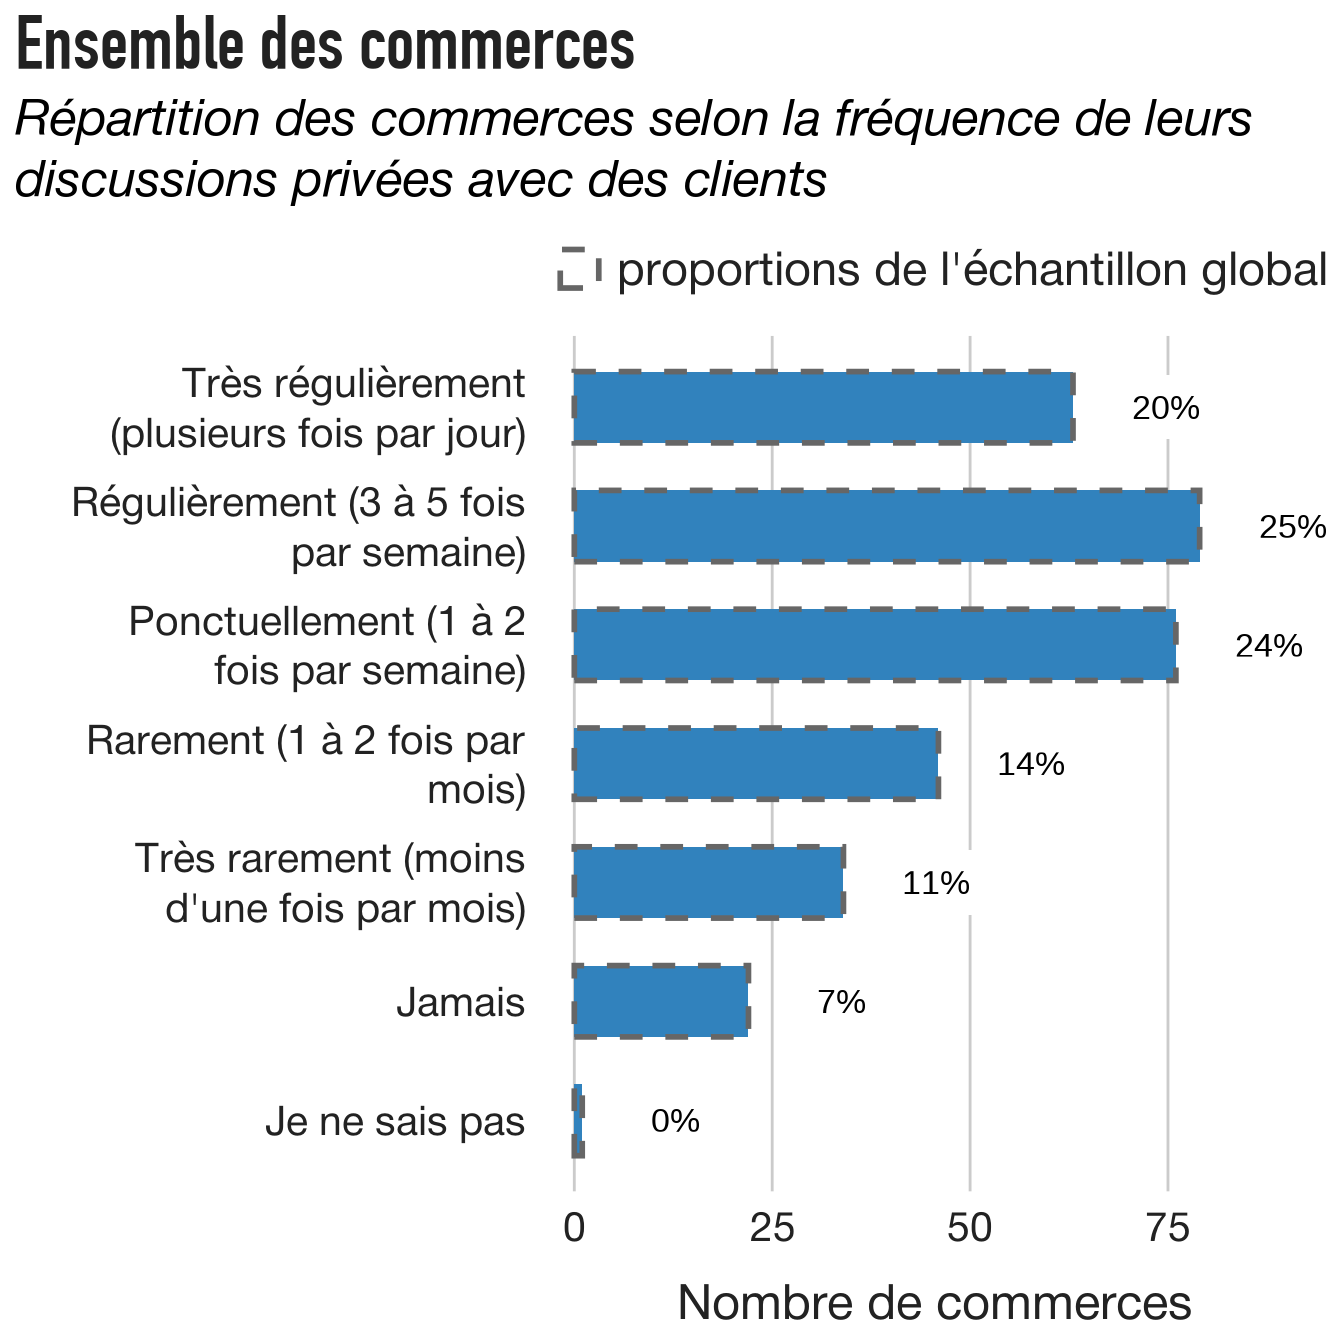 Ensemble des commerces
Répartition des commerces selon la fréquence de leurs
discussions privées avec des clients
proportions de l'échantillon global
Très régulièrement
(plusieurs fois par jour)
20%
Régulièrement (3 à 5 fois
par semaine)
25%
Ponctuellement (1 à 2
fois par semaine)
24%
Rarement (1 à 2 fois par
mois)
14%
Très rarement (moins
d'une fois par mois)
11%
Jamais
7%
Je ne sais pas
0%
0 25 50 75
Nombre de commerces